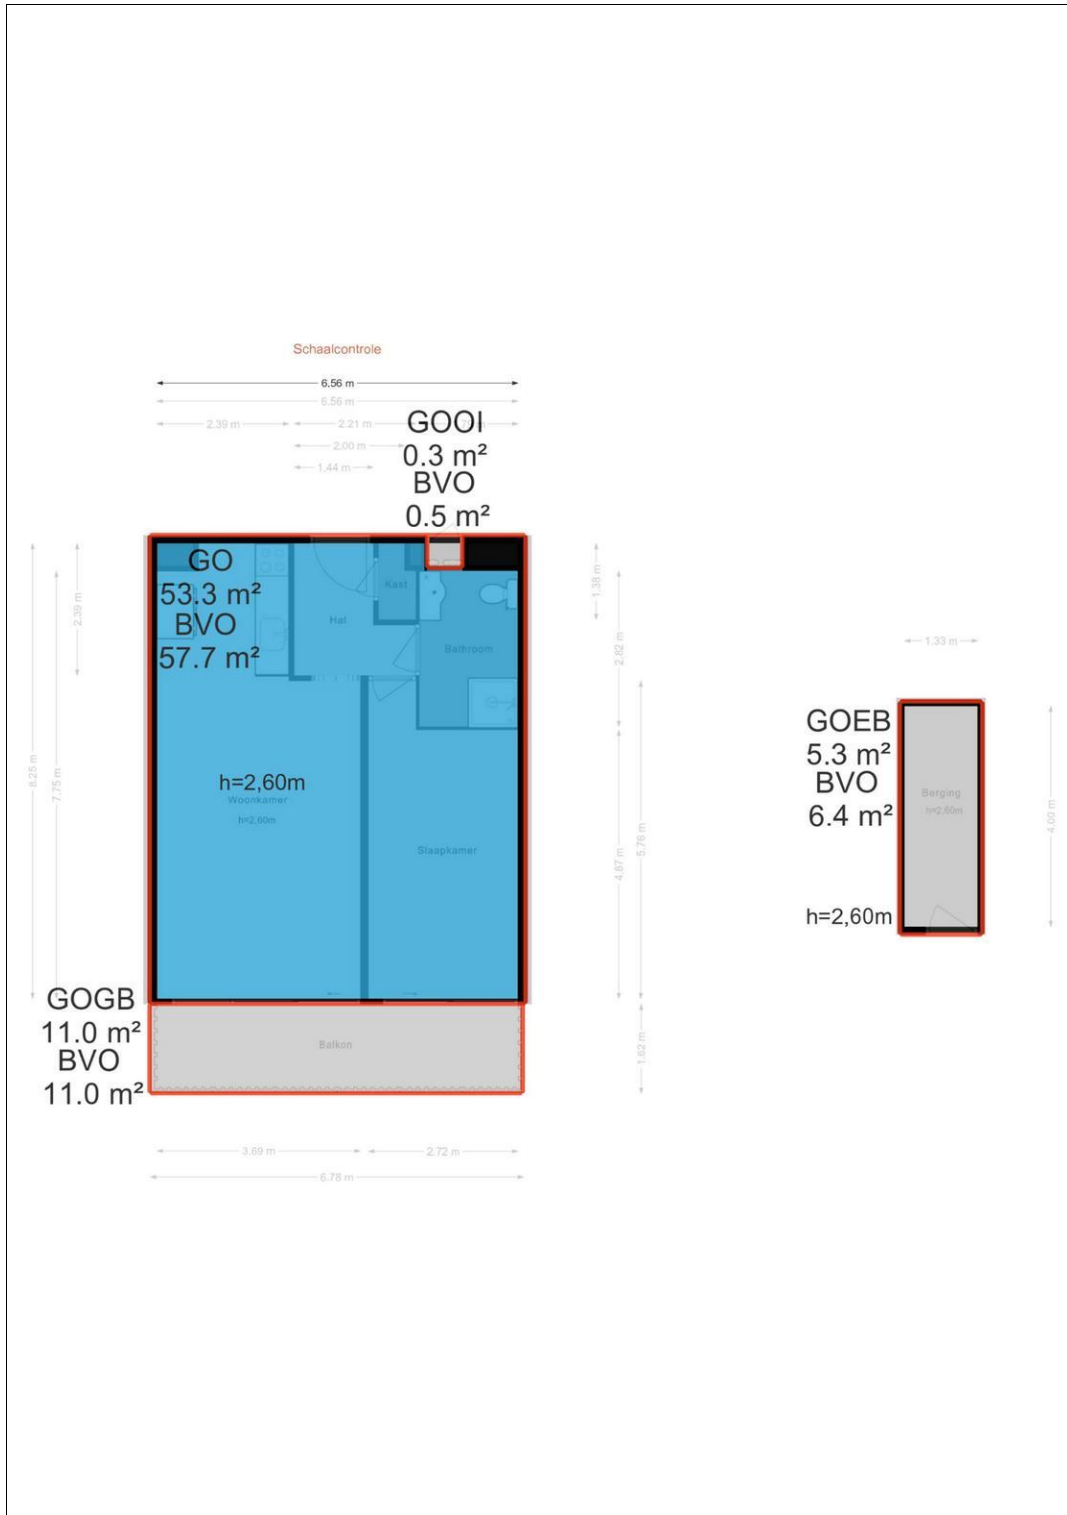 Schaalcontrole
6.56 m
6.56 m
2.39 m
2.21 m
2.00 m
1.44 m
GOOI
0.3 m²
BVO
0.5 m²
GO
53.3 m²
BVO
57.7 m²
Kast
Hal
Bathroom
h=2,60m
Woonkamer
h=2,60m
Slaapkamer
2.39 m
8.25 m
7.75 m
1.38 m
2.82 m
5.76 m
4.87 m
1.62 m
GOGB
11.0 m²
BVO
11.0 m²
Balkon
3.69 m
2.72 m
6.78 m
1.33 m
GOEB
5.3 m²
BVO
6.4 m²
Berging
h=2,60m
4.00 m
h=2,60m